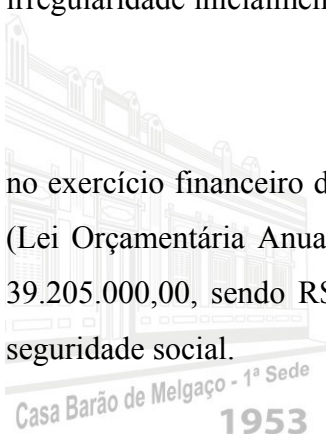 irregularidade inicialmen
no exercício financeiro d
(Lei Orçamentária Anua
39.205.000,00, sendo R$
seguridade social.
Casa Barão de Melgaço - 1ª Sede
1953